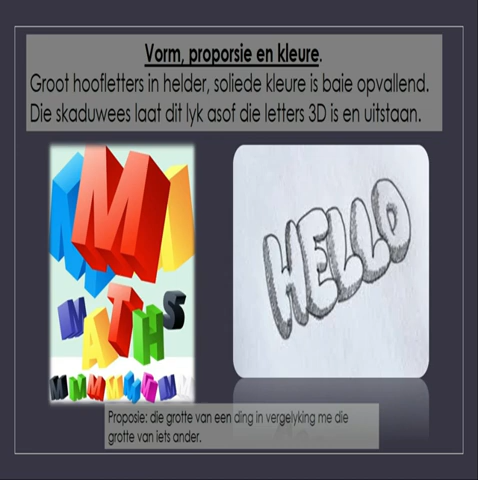 Vorm, proporsie en kleure.
Groot hoofletters in helder, soliede kleure is baie opvallend.
Die skaduwees laat dit lyk asof die letters 3D is en uitstaan.
M
MATHS
HELLO
Proposie: die grotte van een ding in vergelyking me die
grotte van iets ander.